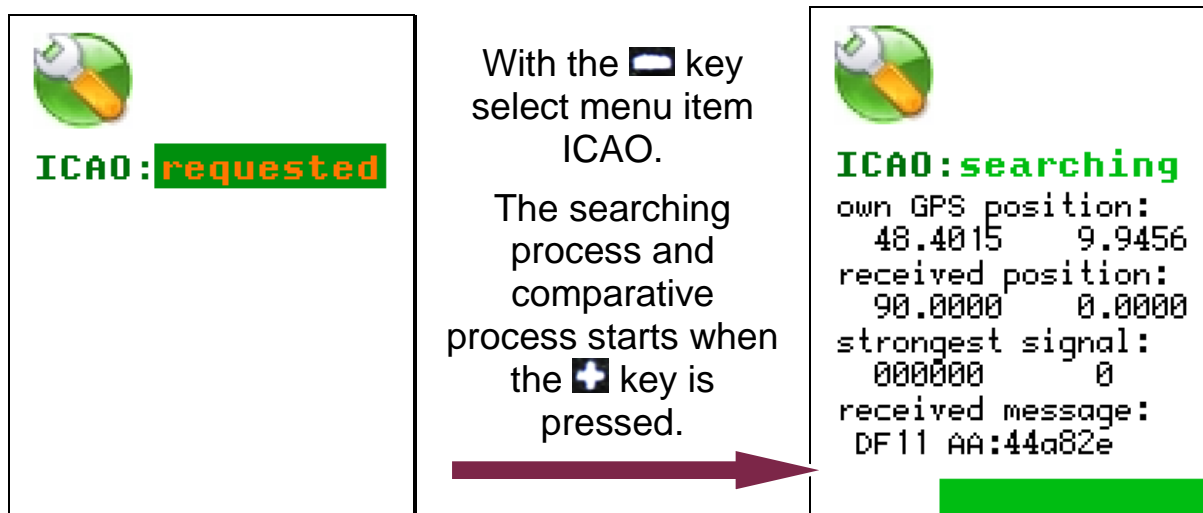 ICAO:requested
With the key
select menu item
ICAO.
The searching
process and
comparative
process starts when
the key is
pressed.
ICAO:searching
own GPS position:
48.4015 9.9456
received position:
90.0000 0.0000
strongest signal:
000000 0
received message:
DF11 AA:44a82e